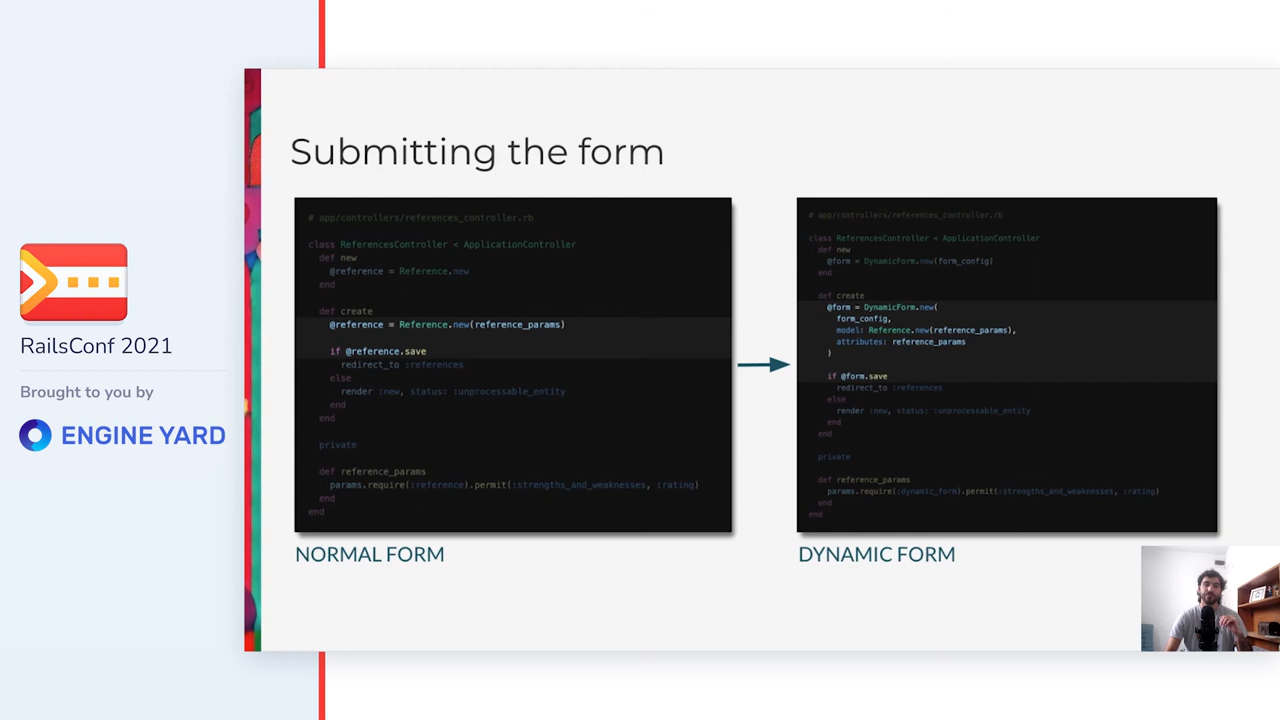 RailsConf 2021
Brought to you by
ENGINE YARD
Submitting the form
# app/controllers/references_controller.rb
class ReferencesController < ApplicationController
def new
@reference = Reference.new
end
def create
@reference = Reference.new(reference_params)
if @reference.save
redirect_to :references
else
render :new, status: :unprocessable_entity
end
end
private
def reference_params
params.require(:reference).permit(:strengths_and_weaknesses, :rating)
end
end
NORMAL FORM
# app/controllers/references_controller.rb
class ReferencesController < ApplicationController
def new
@form = DynamicForm.new(form_config)
end
def create
@form = DynamicForm.new(
form_config,
model: Reference.new(reference_params),
attributes: reference_params
)
if @form.save
redirect_to :references
else
render :new, status: :unprocessable_entity
end
end
private
def reference_params
params.require(:dynamic_form).permit(:strengths_and_weaknesses, :rating)
end
end
DYNAMIC FORM